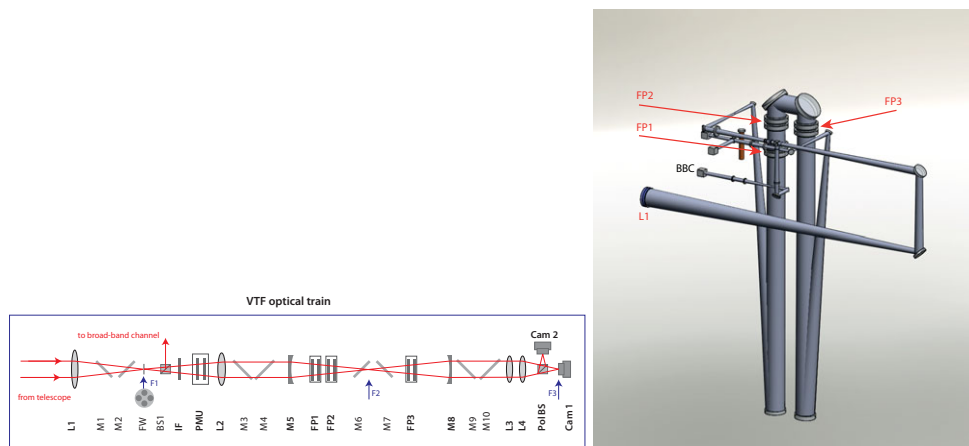 VTF optical train
to broad-band channel
Cam 2
F1
F2
F3
from telescope
L1
M1
M2
FW
BS1
IF
PMU
L2
M3
M4
M5
FP1
FP2
M6
M7
FP3
M8
M9
M10
L3
L4
Pol BS
Cam 1
FP2
FP3
FP1
BBC
L1